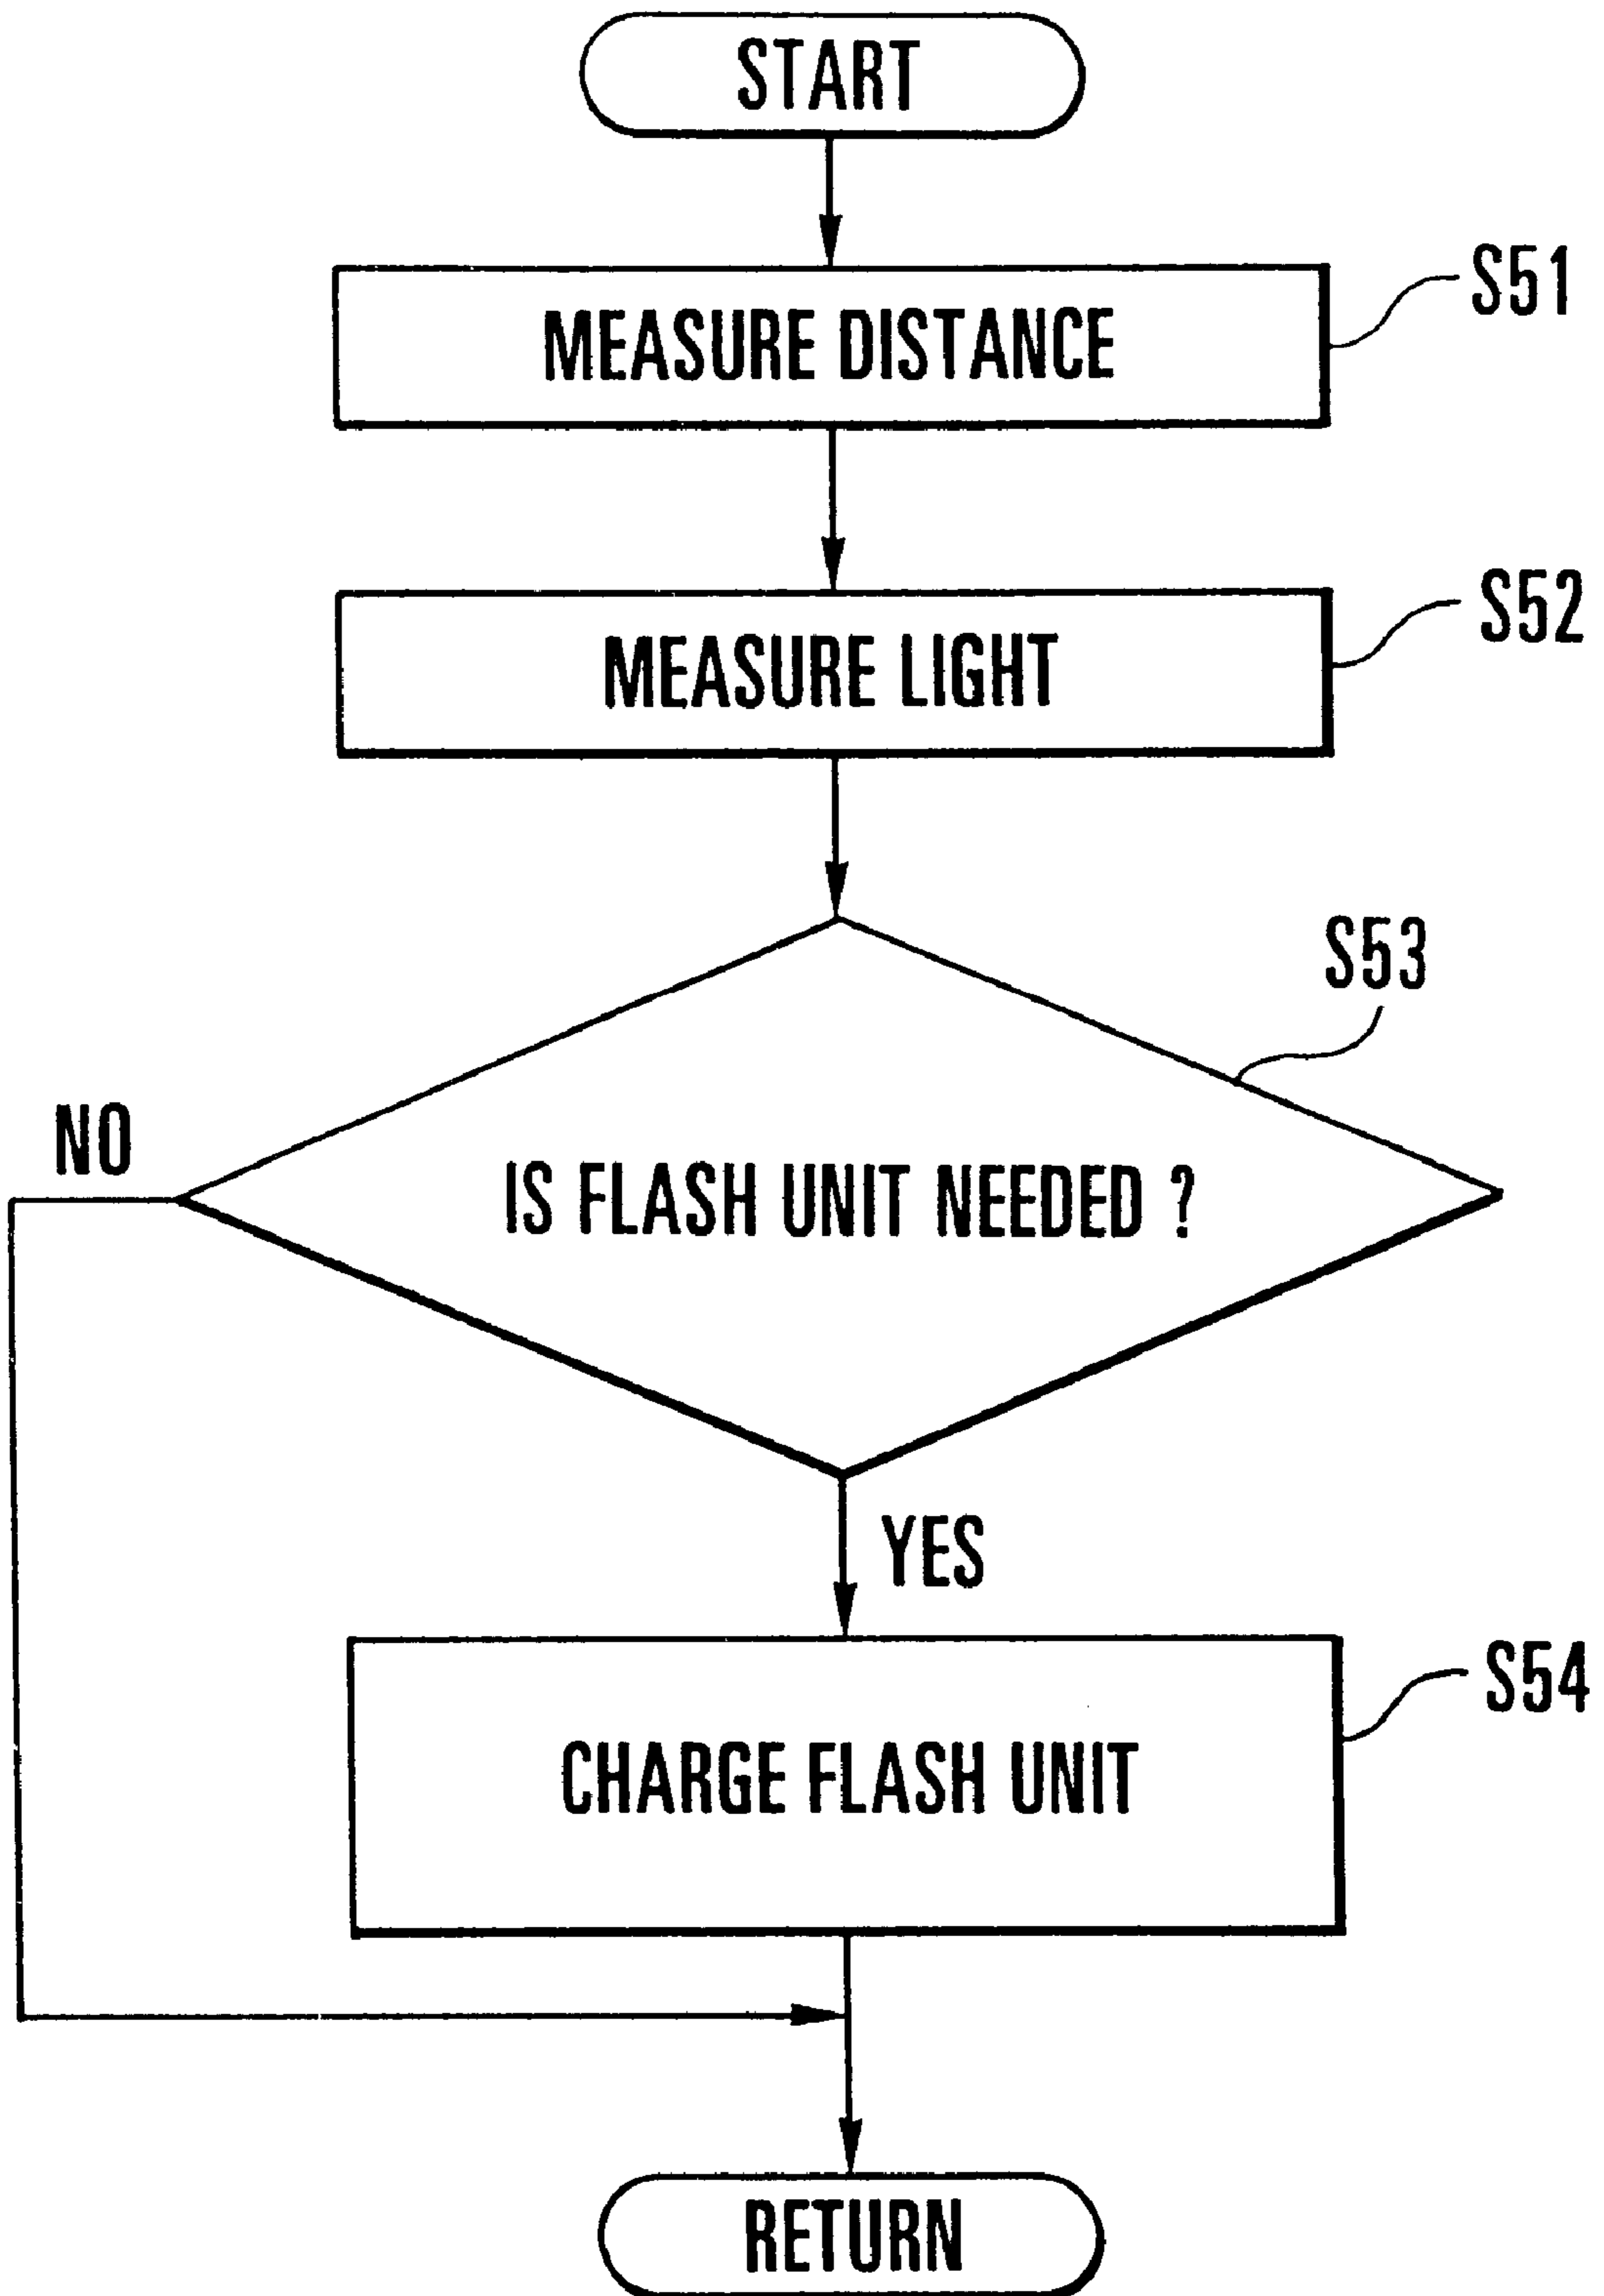 START
MEASURE DISTANCE
S51
MEASURE LIGHT
S52
S53
NO
IS FLASH UNIT NEEDED ?
YES
CHARGE FLASH UNIT
S54
RETURN